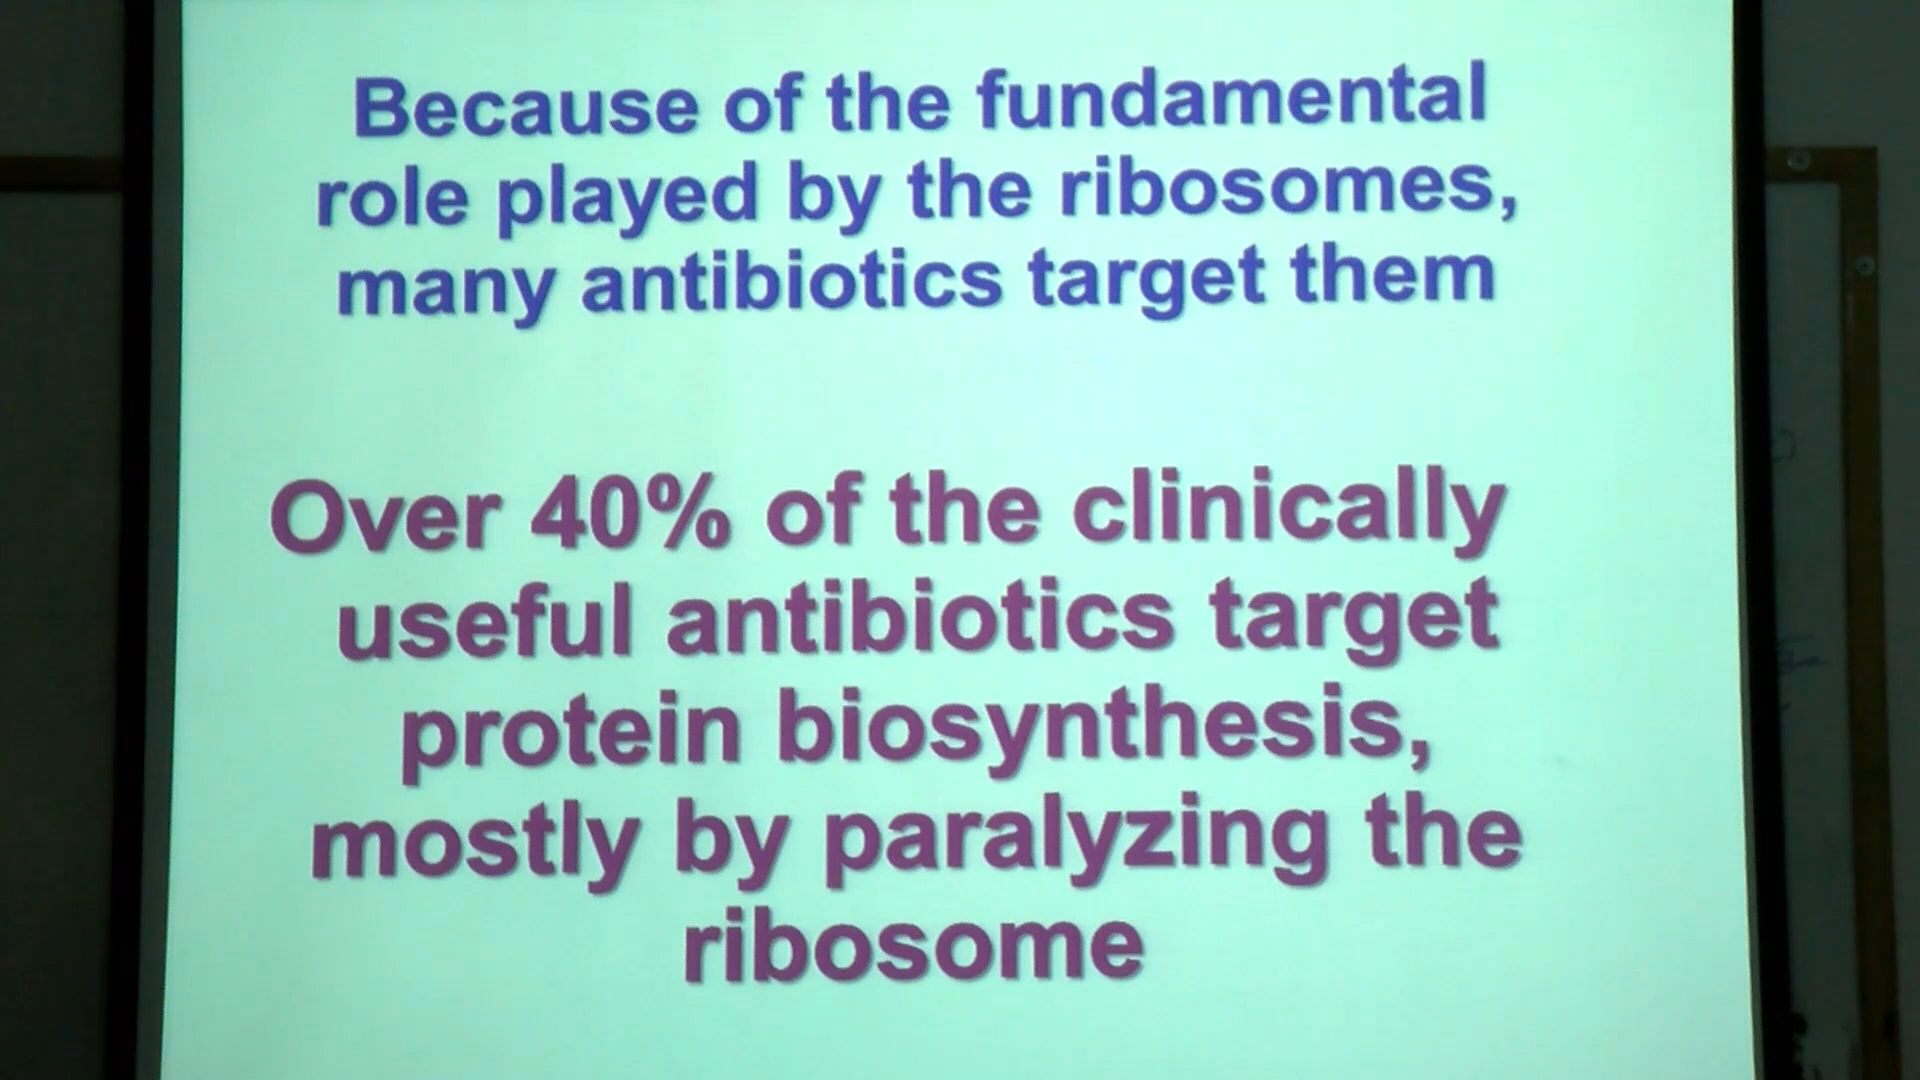 Because of the fundamental
role played by the ribosomes,
many antibiotics target them
Over 40% of the clinically
useful antibiotics target
protein biosynthesis,
mostly by paralyzing the
ribosome